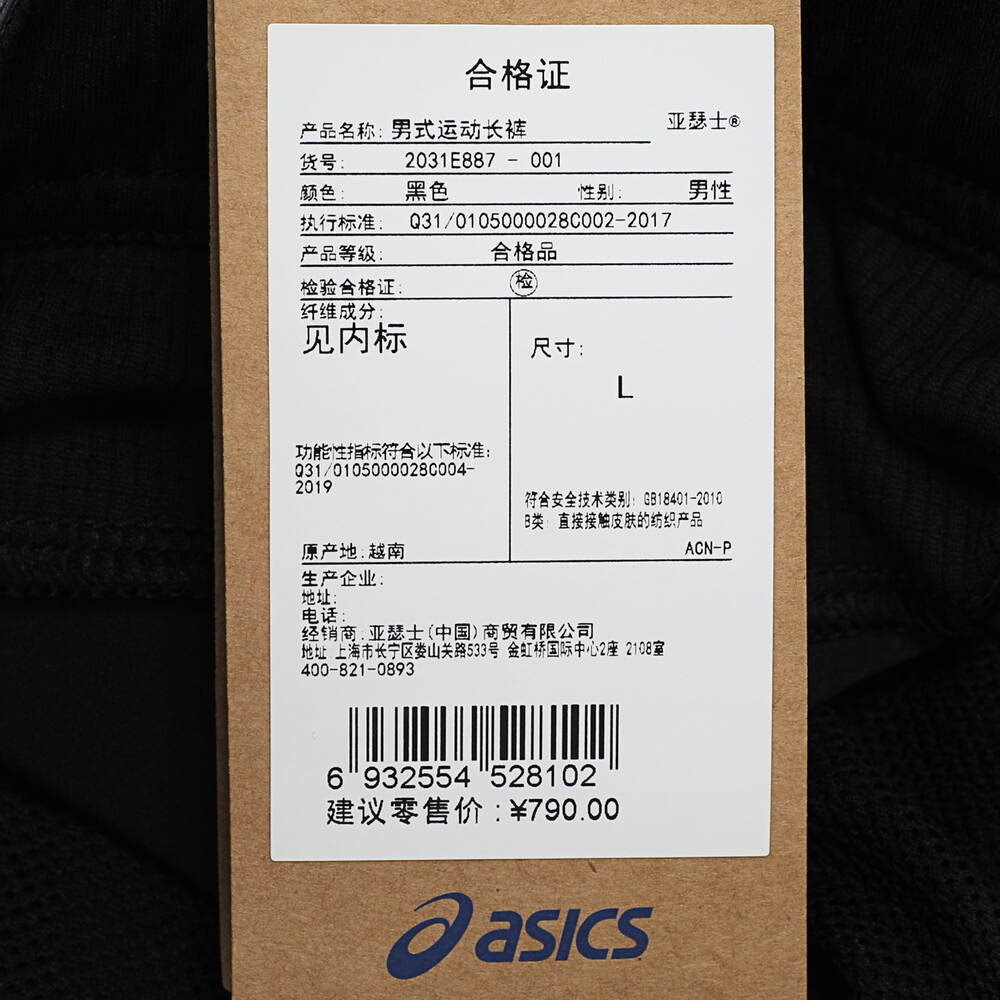 合格证
产品名称: 男式运动长裤 亚瑟士®
货号: 2031E887 - 001
颜色: 黑色 性别: 男性
执行标准: Q31/0105000028C002-2017
产品等级: 合格品
检验合格证: 检
纤维成分:
见内标
尺寸:
L
功能性指标符合以下标准:
Q31/0105000028C004-
2019
符合安全技术类别: GB18401-2010
B类: 直接接触皮肤的纺织产品
原产地:越南 ACN-P
生产企业:
地址:
电话:
经销商:亚瑟士(中国)商贸有限公司
地址:上海市长宁区娄山关路533号 金虹桥国际中心2座 2108室
400-821-0893
6 932554 528102
建议零售价:¥790.00
asics